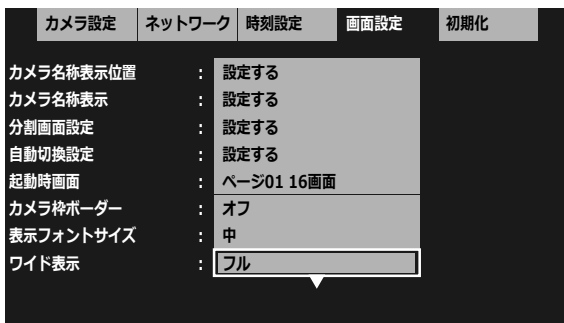 カメラ設定 ネットワーク 時刻設定 画面設定 初期化
カメラ名称表示位置 : 設定する
カメラ名称表示 : 設定する
分割画面設定 : 設定する
自動切換設定 : 設定する
起動時画面 : ページ01 16画面
カメラ枠ボーダー : オフ
表示フォントサイズ : 中
ワイド表示 : フル